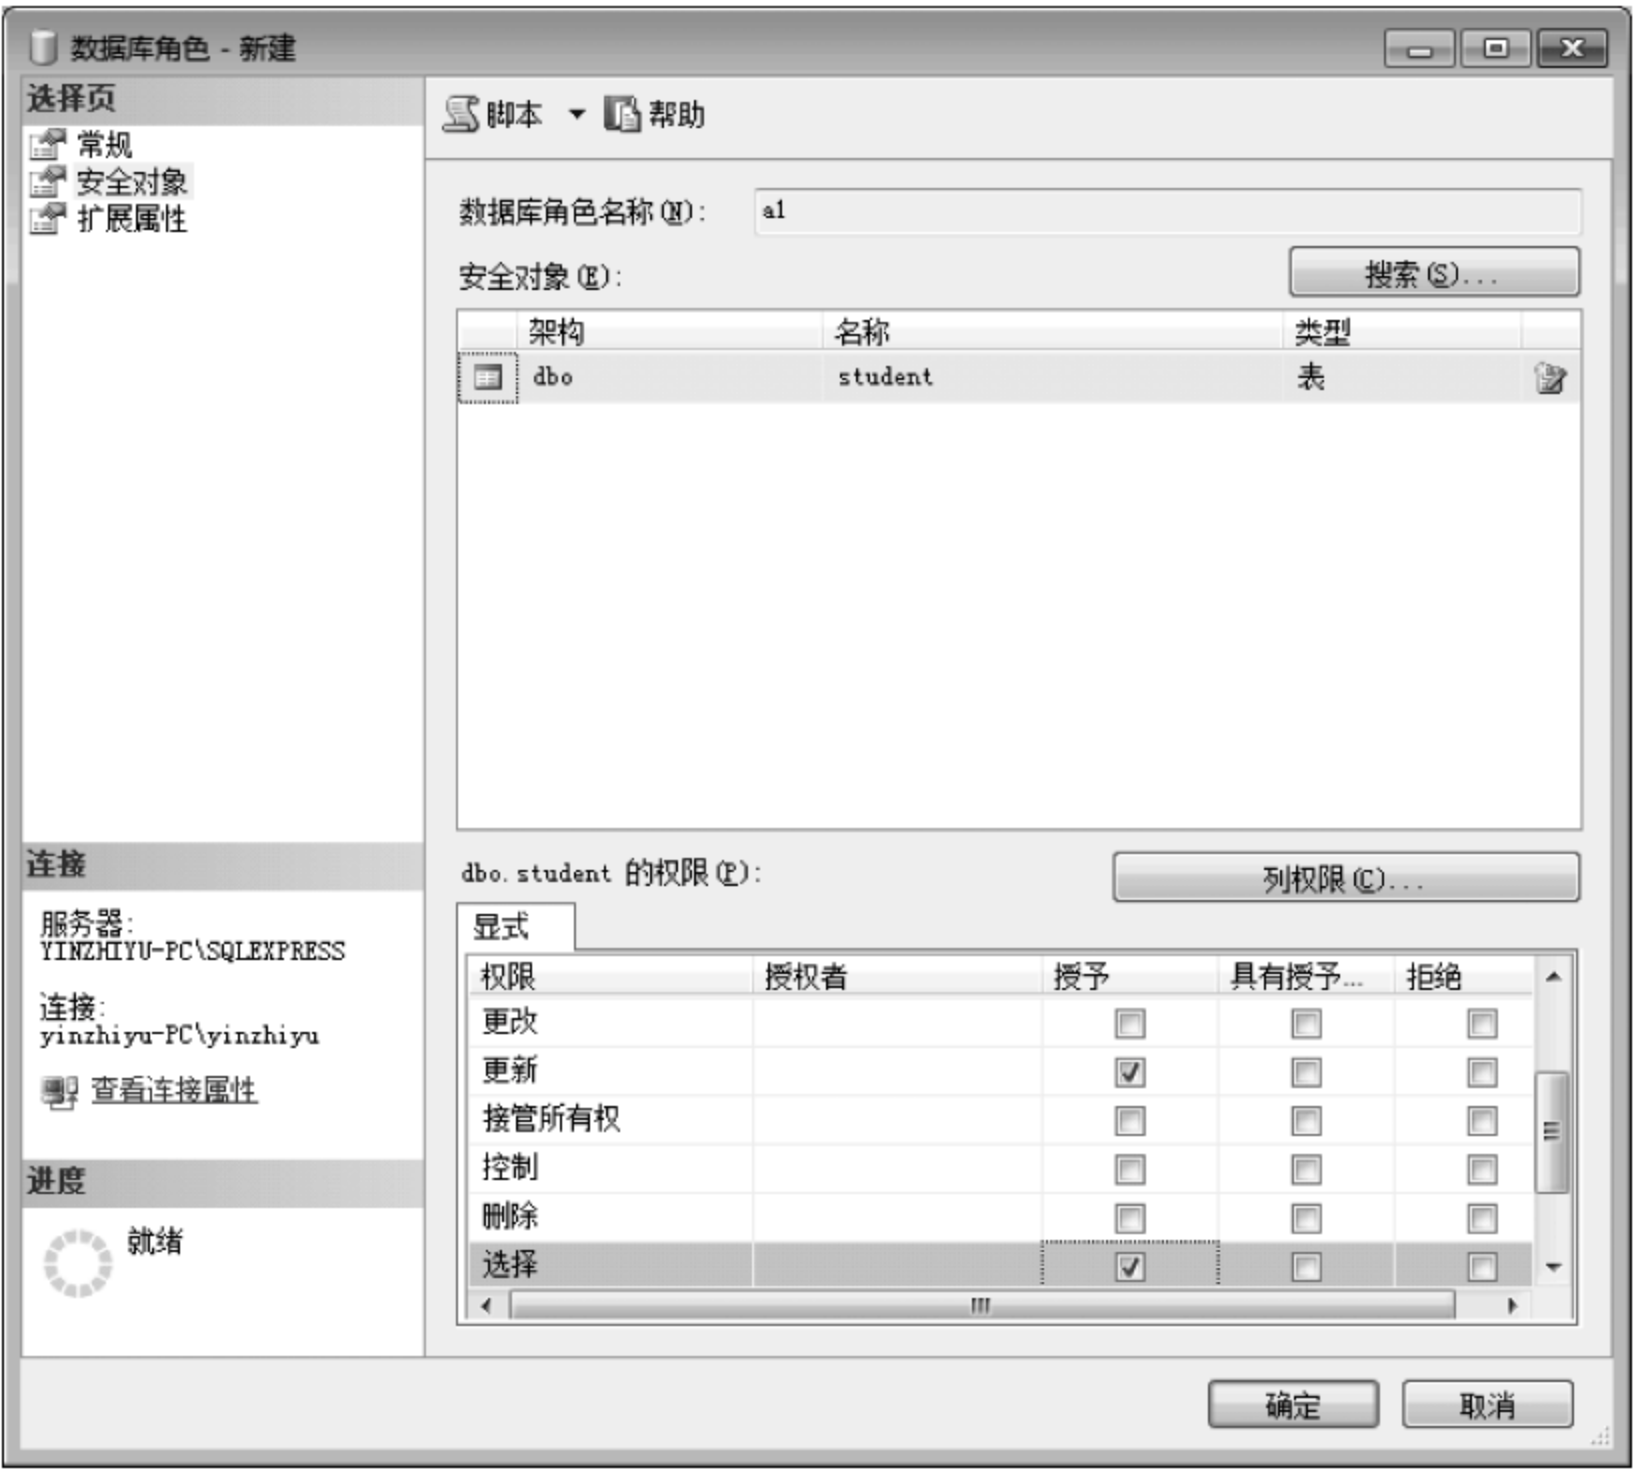 数据库角色 - 新建
选择页
常规
安全对象
扩展属性
脚本 帮助
数据库角色名称(N): a1
安全对象(E): 搜索(S)...
架构 名称 类型
dbo student 表
dbo.student 的权限(P): 列权限(C)...
显式
权限 授权者 授予 具有授予... 拒绝
更改
更新
接管所有权
控制
删除
选择
连接
服务器:
YINZHIYU-PC\SQLEXPRESS
连接:
yinzhiyu-PC\yinzhiyu
查看连接属性
进度
就绪
确定 取消